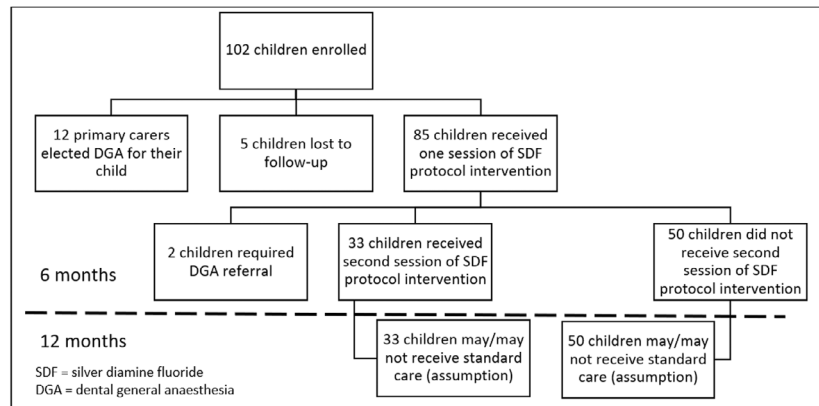 102 children enrolled
12 primary carers
elected DGA for their
child
5 children lost to
follow-up
85 children received
one session of SDF
protocol intervention
2 children required
DGA referral
33 children received
second session of SDF
protocol intervention
50 children did not
receive second
session of SDF
protocol intervention
6 months
12 months
33 children may/may
not receive standard
care (assumption)
50 children may/may
not receive standard
care (assumption)
SDF = silver diamine fluoride
DGA = dental general anaesthesia